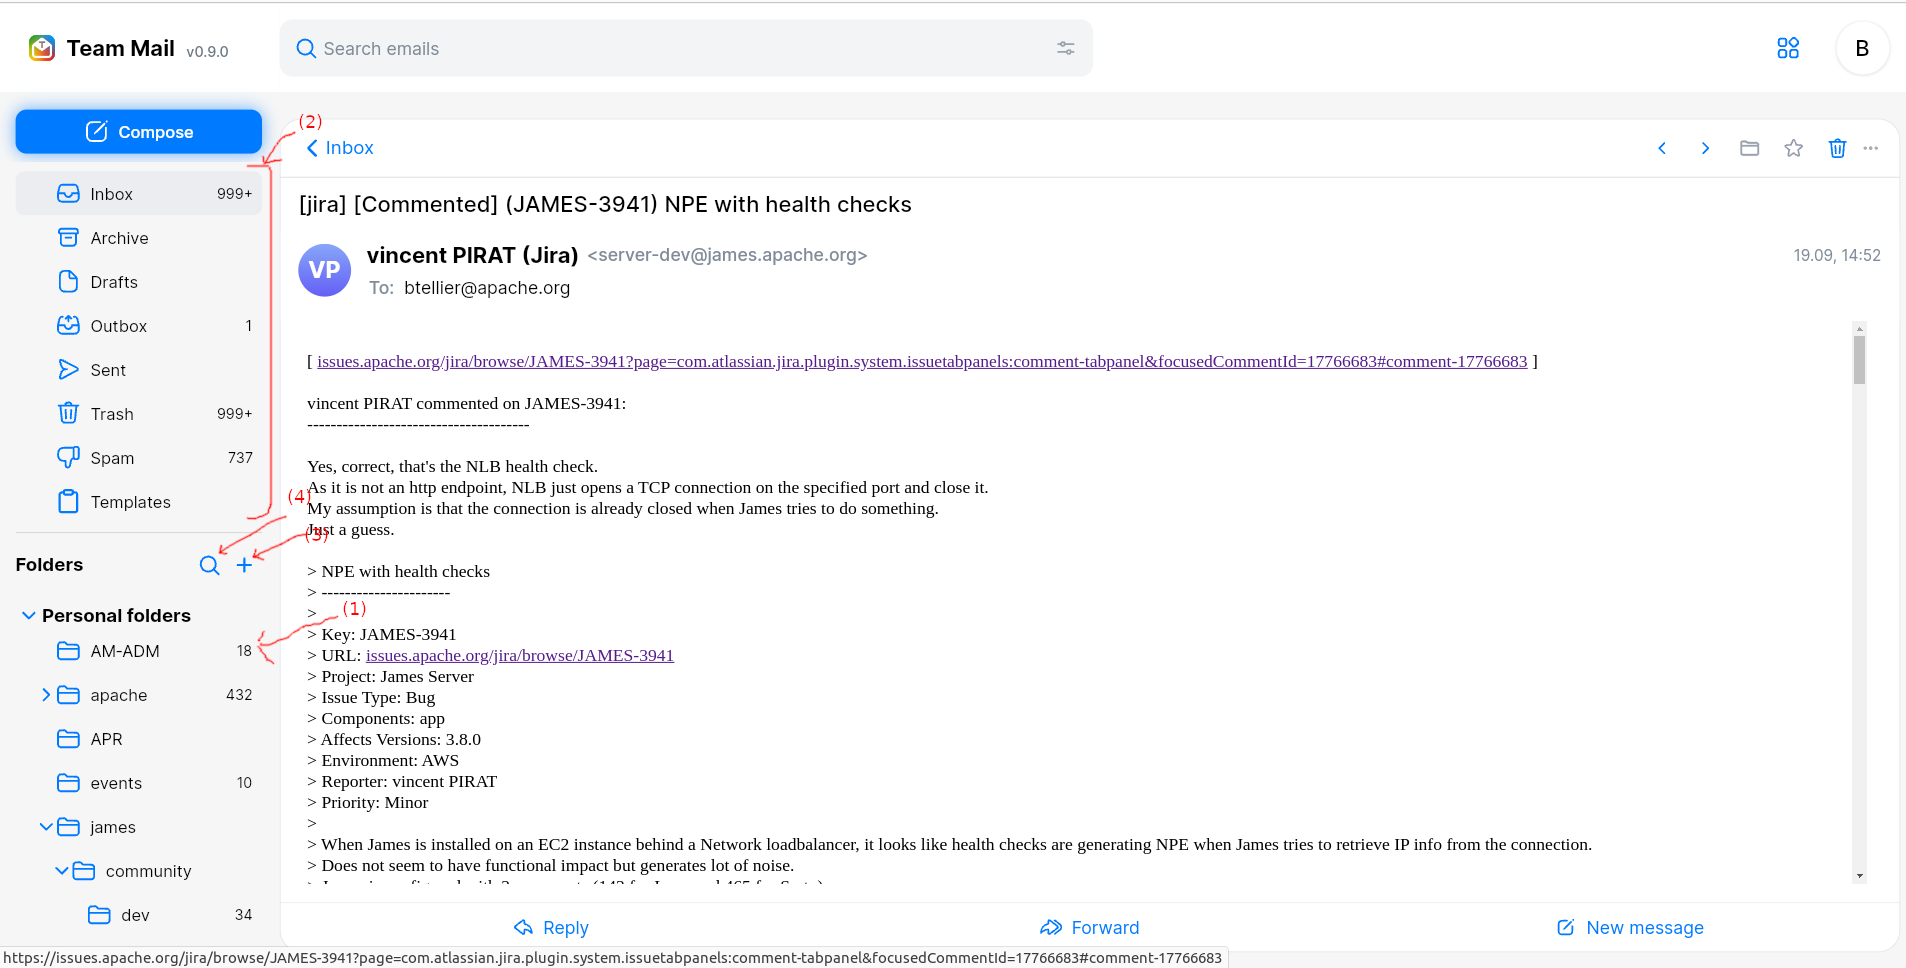 Team Mail v0.9.0
Search emails
B
Compose
(2)
Inbox 999+
Archive
Drafts
Outbox 1
Sent
Trash 999+
Spam 737
Templates
(4)
(3)
Folders
Personal folders
(1)
AM-ADM 18
apache 432
APR
events 10
james
community
dev 34
Inbox
[jira] [Commented] (JAMES-3941) NPE with health checks
VP
vincent PIRAT (Jira) <server-dev@james.apache.org>
19.09, 14:52
To: btellier@apache.org
[ issues.apache.org/jira/browse/JAMES-3941?page=com.atlassian.jira.plugin.system.issuetabpanels:comment-tabpanel&focusedCommentId=17766683#comment-17766683 ]
vincent PIRAT commented on JAMES-3941:
--------------------------------------
Yes, correct, that's the NLB health check.
As it is not an http endpoint, NLB just opens a TCP connection on the specified port and close it.
My assumption is that the connection is already closed when James tries to do something.
Just a guess.
> NPE with health checks
> ----------------------
>
> Key: JAMES-3941
> URL: issues.apache.org/jira/browse/JAMES-3941
> Project: James Server
> Issue Type: Bug
> Components: app
> Affects Versions: 3.8.0
> Environment: AWS
> Reporter: vincent PIRAT
> Priority: Minor
>
> When James is installed on an EC2 instance behind a Network loadbalancer, it looks like health checks are generating NPE when James tries to retrieve IP info from the connection.
> Does not seem to have functional impact but generates lot of noise.
Reply
Forward
New message
https://issues.apache.org/jira/browse/JAMES-3941?page=com.atlassian.jira.plugin.system.issuetabpanels:comment-tabpanel&focusedCommentId=17766683#comment-17766683